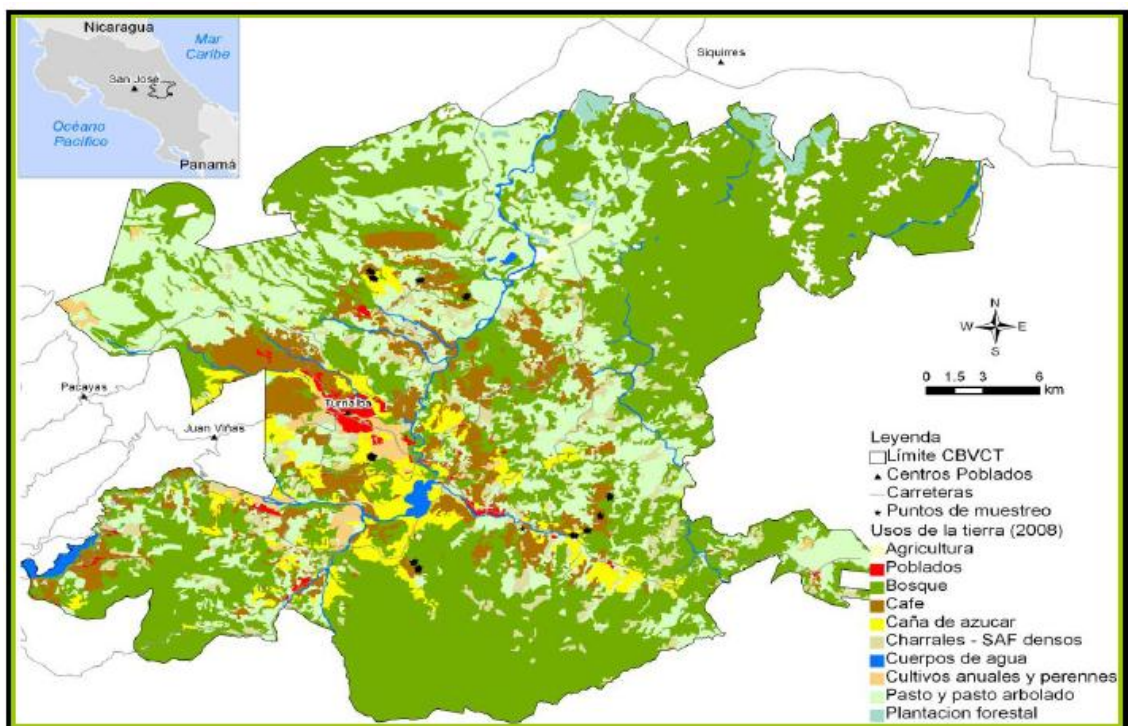 Nicaragua
Mar
Caribe
San José
Océano
Pacífico
Panamá
Siquirres
Pacayas
Turrialba
Juan Viñas
N
W E
S
0 1.5 3 6
km
Leyenda
Límite CBVCT
Centros Poblados
Carreteras
Puntos de muestreo
Usos de la tierra (2008)
Agricultura
Poblados
Bosque
Cafe
Caña de azucar
Charrales - SAF densos
Cuerpos de agua
Cultivos anuales y perennes
Pasto y pasto arbolado
Plantacion forestal